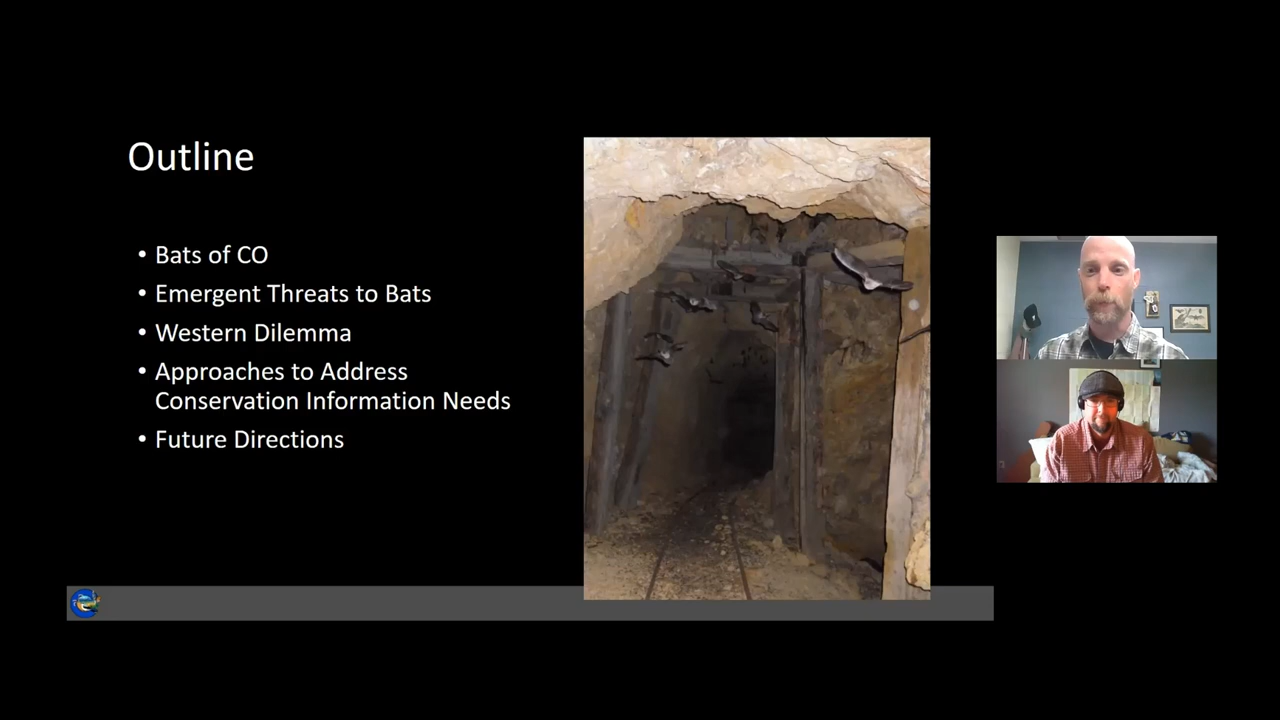 Outline
• Bats of CO
• Emergent Threats to Bats
• Western Dilemma
• Approaches to Address
Conservation Information Needs
• Future Directions